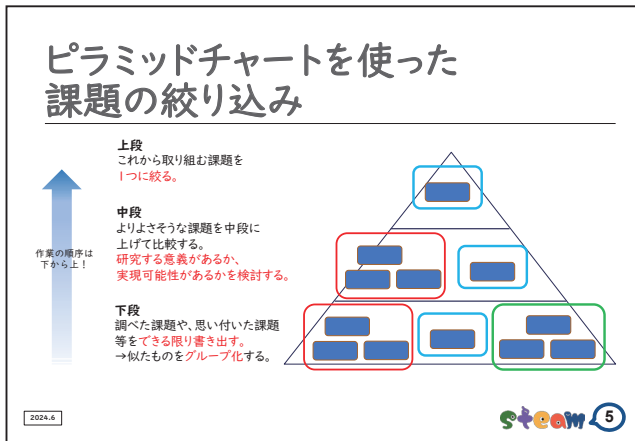 ピラミッドチャートを使った
課題の絞り込み
上段
これから取り組む課題を
1つに絞る。
中段
よりよさそうな課題を中段に
上げて比較する。
研究する意義があるか、
実現可能性があるかを検討する。
作業の順序は
下から上！
下段
調べた課題や、思い付いた課題
等をできる限り書き出す。
→似たものをグループ化する。
2024.6
steam
5